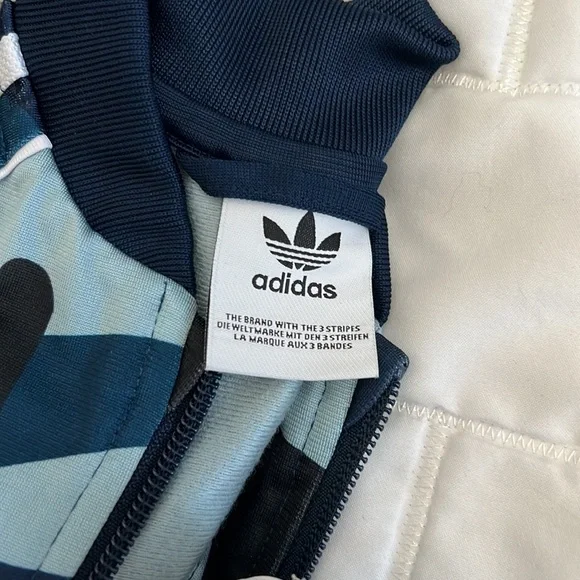 adidas
THE BRAND WITH THE 3 STRIPES
DIE WELTMARKE MIT DEN 3 STREIFEN
LA MARQUE AUX 3 BANDES